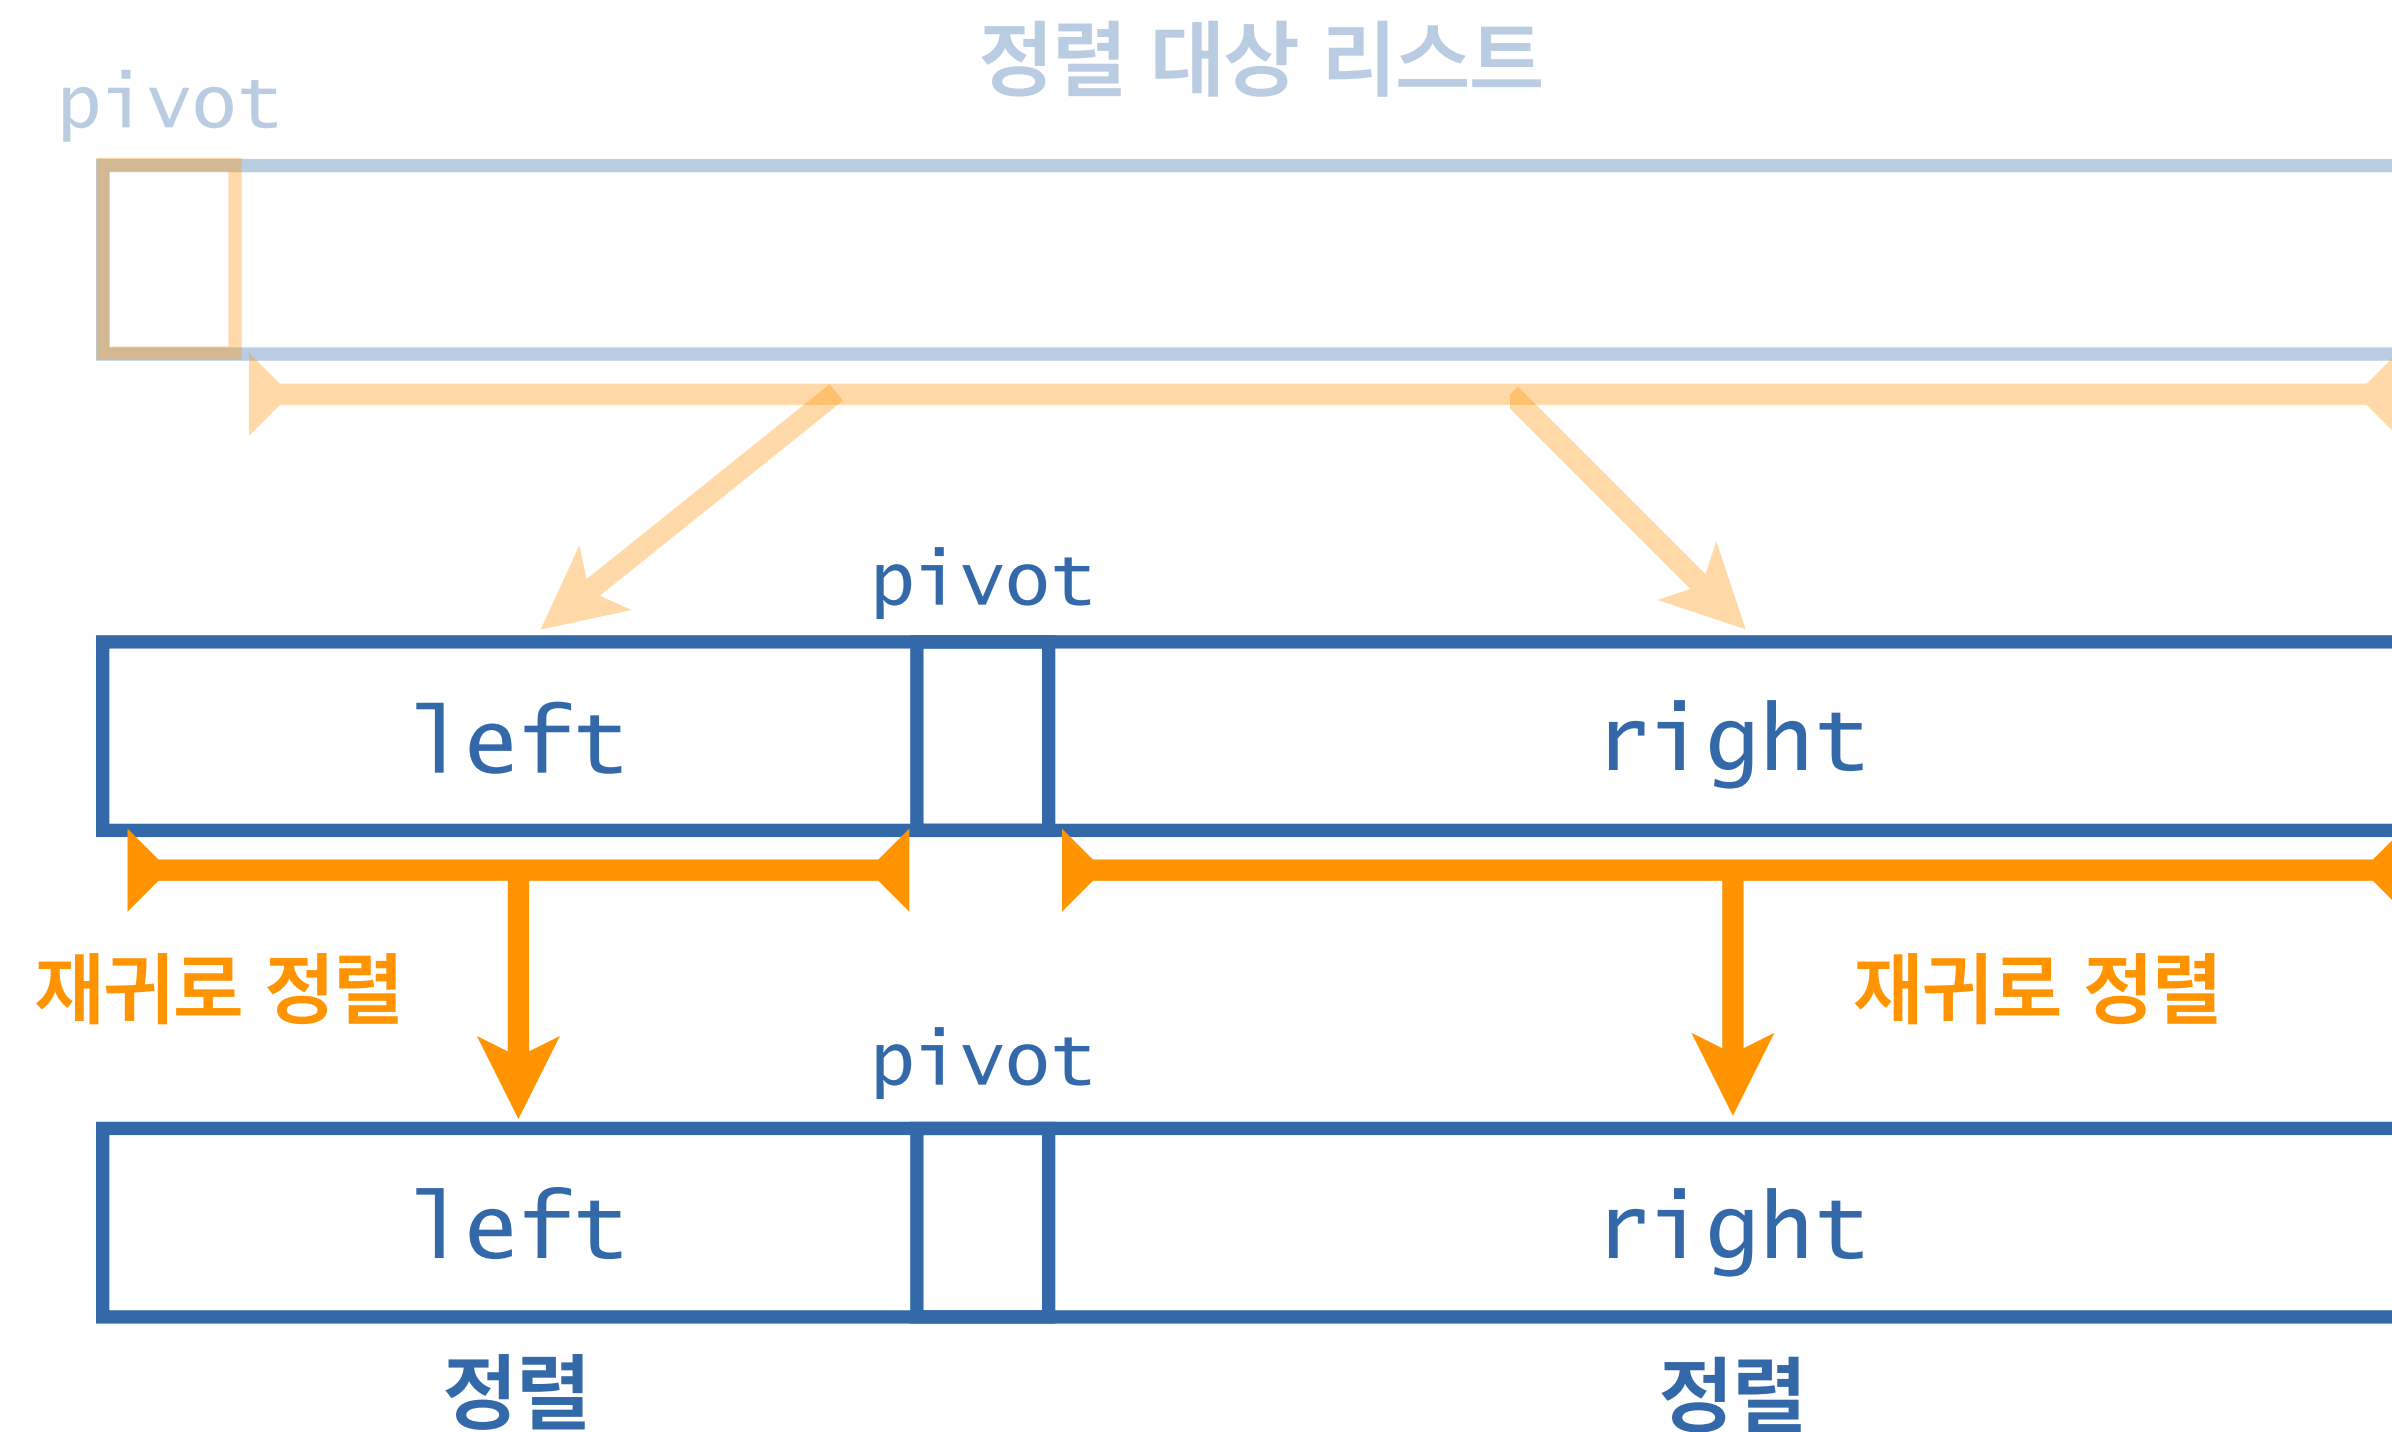 정렬 대상 리스트
pivot
pivot
left
right
재귀로 정렬
재귀로 정렬
pivot
left
right
정렬
정렬